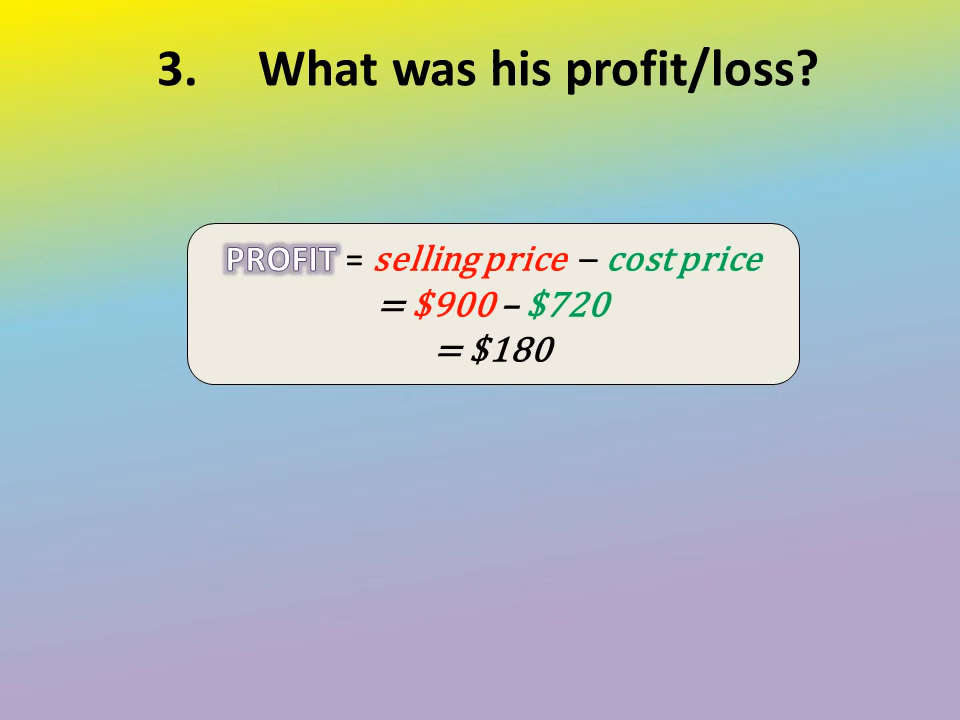 3. What was his profit/loss?
PROFIT = selling price − cost price
= $900 – $720
= $180